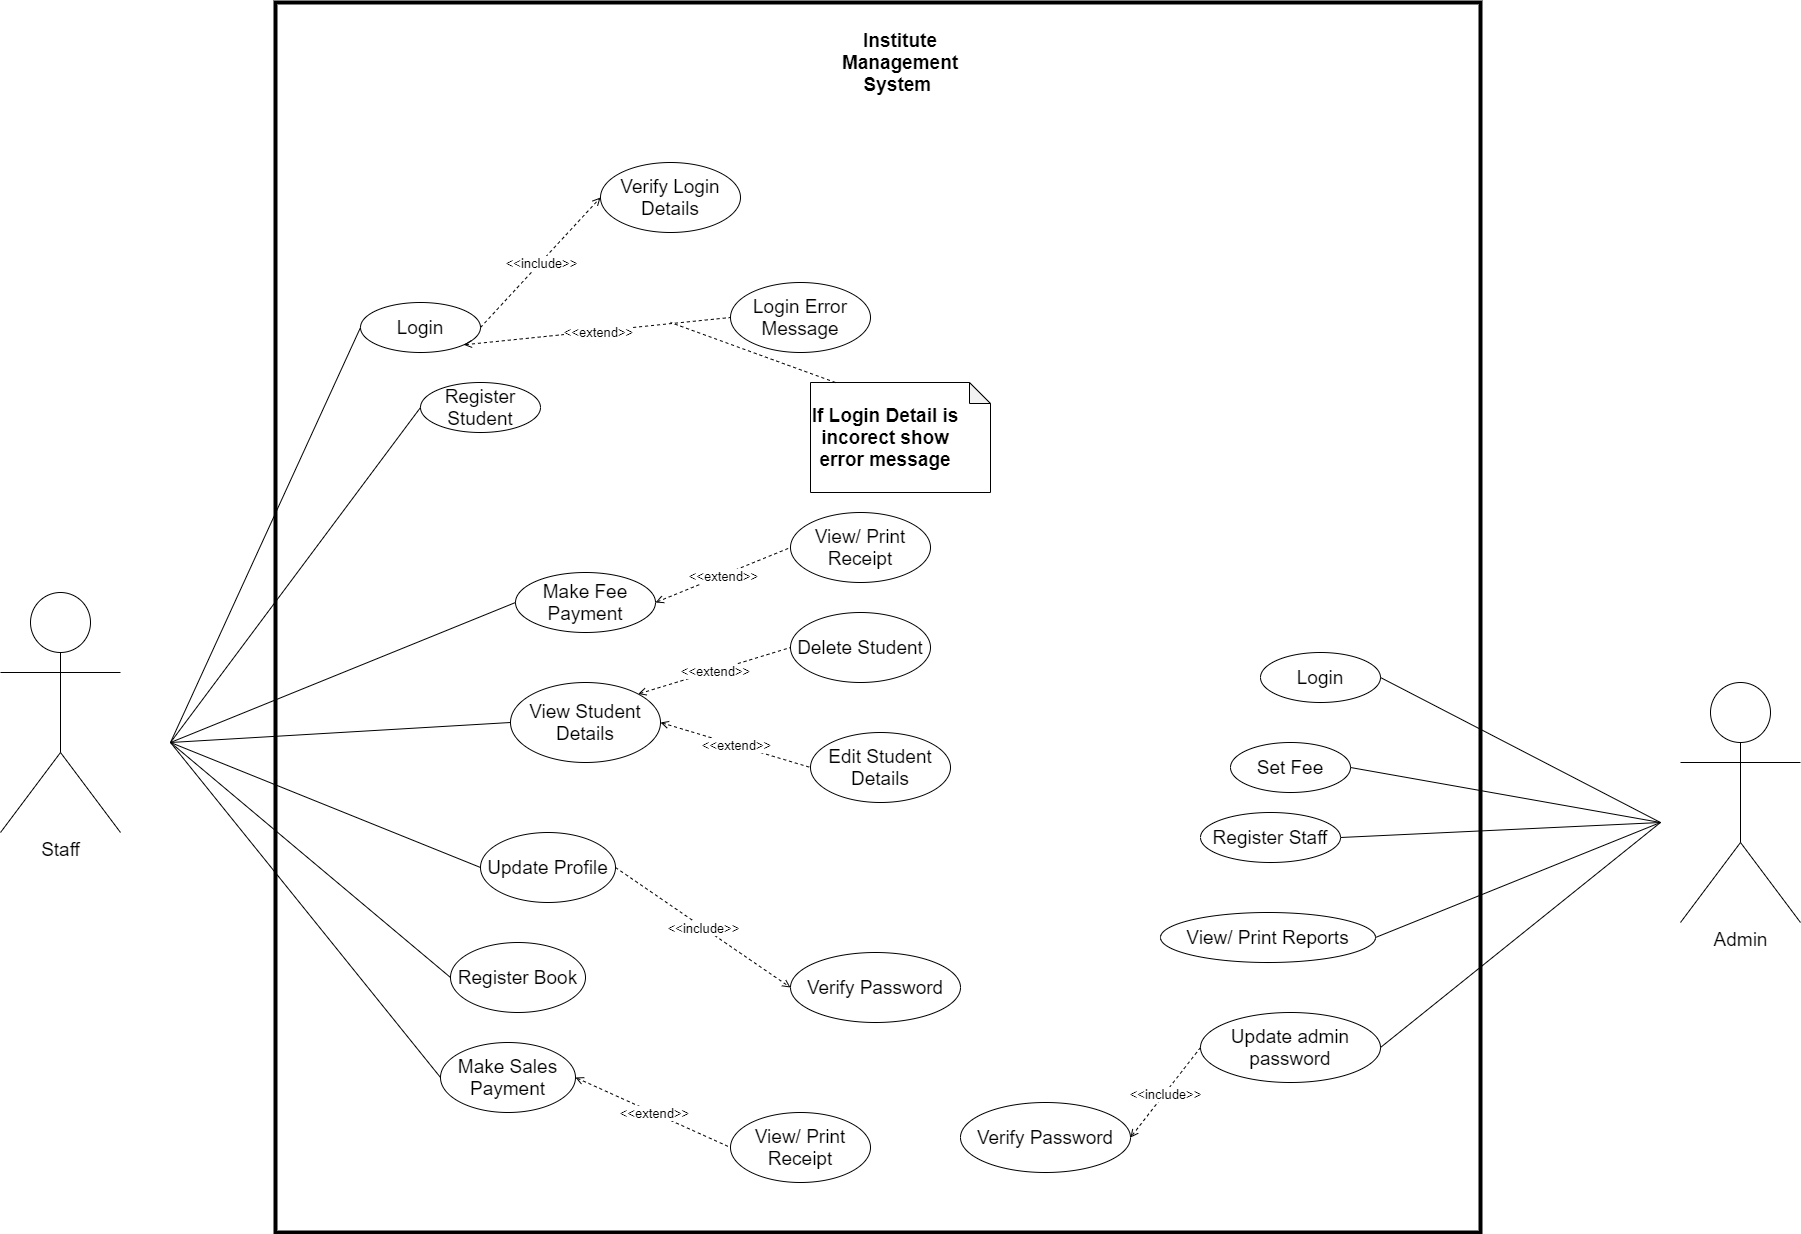 Institute
Management
System
Verify Login
Details
<<include>>
Login Error
Message
Login
<<extend>>
Register
Student
If Login Detail is
incorect show
error message
View/ Print
Receipt
<<extend>>
Make Fee
Payment
Delete Student
<<extend>>
View Student
Details
<<extend>>
Edit Student
Details
Login
Set Fee
Register Staff
Staff
Update Profile
<<include>>
View/ Print Reports
Admin
Register Book
Verify Password
Update admin
password
Make Sales
Payment
<<include>>
<<extend>>
View/ Print
Receipt
Verify Password